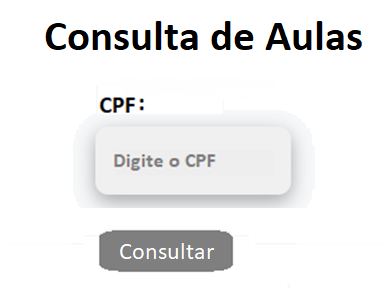 Consulta de Aulas
CPF:
Digite o CPF
Consultar